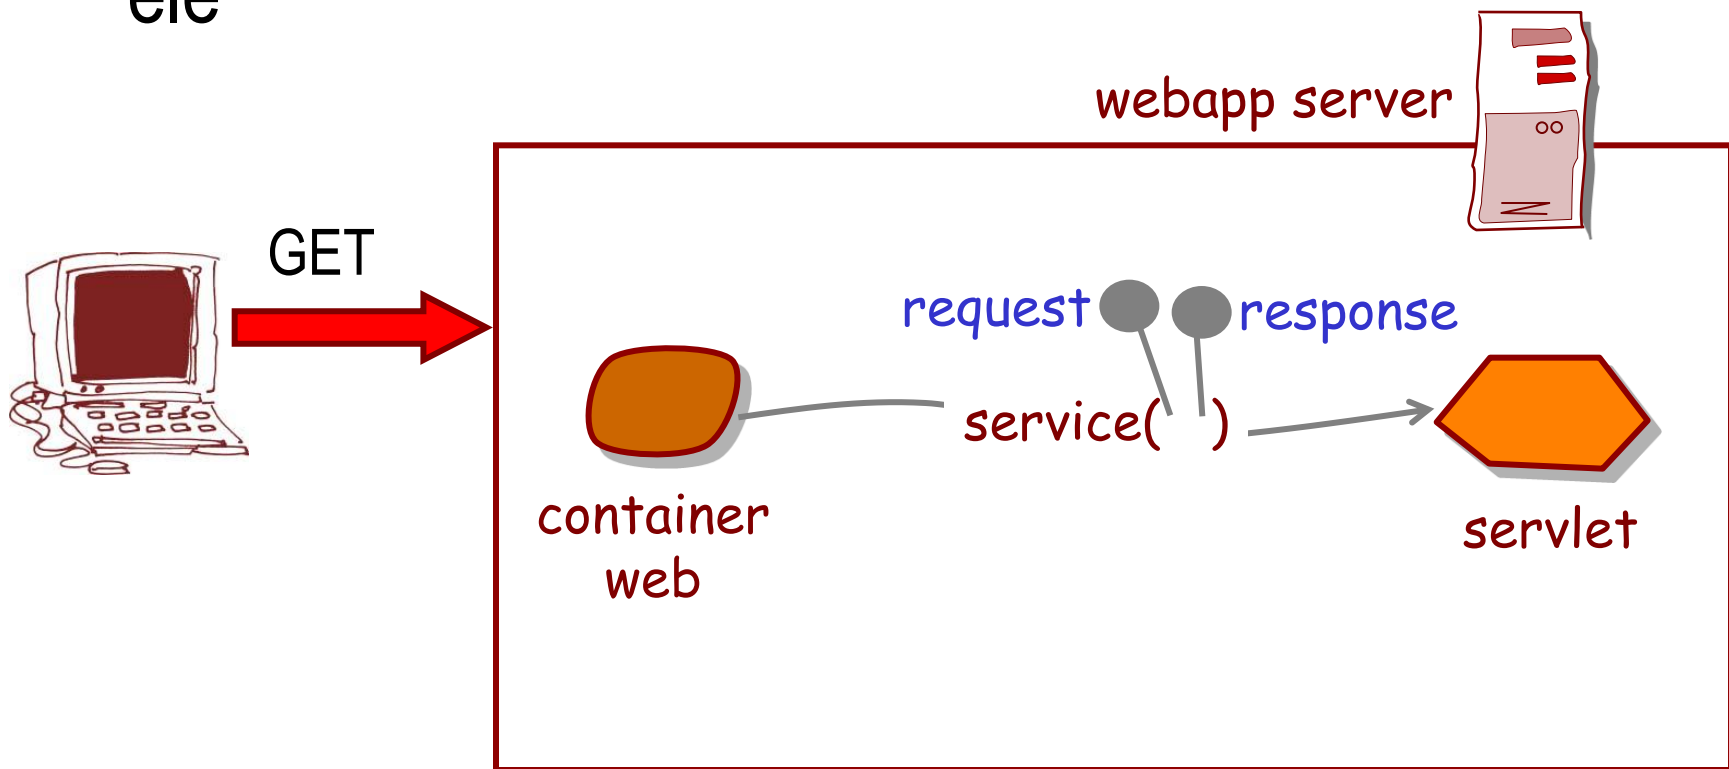 webapp server
GET
request
response
service( )
container
web
servlet